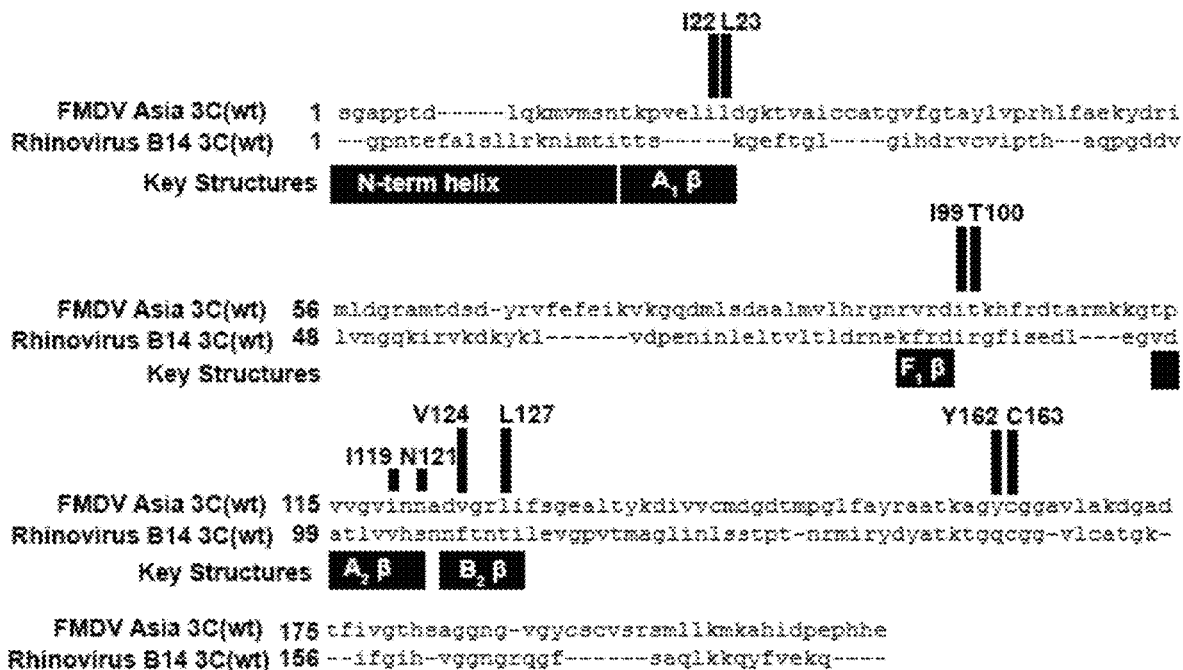 I22 L23
FMDV Asia 3C(wt) 1 sgapptd------lqkmvmsntkpvelildgktvaiccatgvfgtaylvprhlfaekydri
Rhinovirus B14 3C(wt) 1 --gpntefalsllrknimtitts------kgeftgl----gihdrvcvipthh--aqpgddv
Key Structures N-term helix A1 β
I99 T100
FMDV Asia 3C(wt) 56 mldgramtdsd-yrvfefeikvkgqdmlsdaalmvlhrgnrvrditkhfrdtarmkkgtp
Rhinovirus B14 3C(wt) 48 lvngqkirvkdkykl------vdpeninleltvltldrnekfrdirgfisedl---egvd
Key Structures F1 β
V124 L127 Y162 C163
I119 N121
FMDV Asia 3C(wt) 115 vvgvinnadvgrlifsgealtykdivvcmdgdtmpglfayraatkagycggavlakdgad
Rhinovirus B14 3C(wt) 99 atlvvhsnnftntilevgpvtmaglinlsstpt-nrmirydyatktgqcgg-vlcatgk-
Key Structures A2 β B2 β
FMDV Asia 3C(wt) 175 tfivgthsaggng-vgycscvsrsmllkmkahidpephhe
Rhinovirus B14 3C(wt) 156 --ifgih-vggngrqgf------saqlkkqyfvekq----